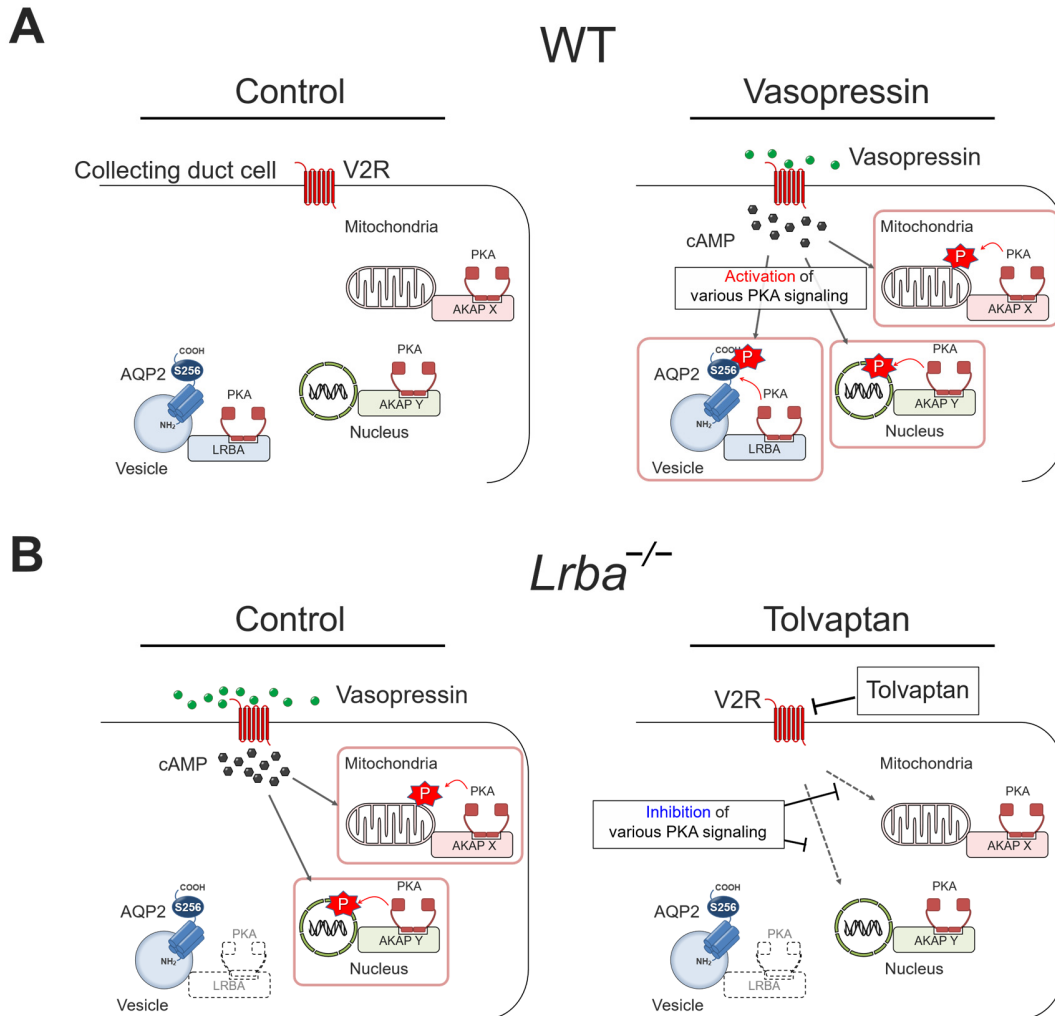 A
WT
Control
Vasopressin
Collecting duct cell
V2R
Mitochondria
PKA
AKAP X
COOH
AQP2
S256
NH₂
PKA
LRBA
Vesicle
PKA
AKAP Y
Nucleus
Vasopressin
cAMP
Activation of
various PKA signaling
Mitochondria
P
PKA
AKAP X
COOH
P
AQP2
S256
PKA
NH₂
LRBA
Vesicle
P
PKA
AKAP Y
Nucleus
B
Lrba−/−
Control
Tolvaptan
Vasopressin
cAMP
Mitochondria
P
PKA
AKAP X
COOH
AQP2
S256
PKA
NH₂
LRBA
Vesicle
P
PKA
AKAP Y
Nucleus
V2R
Tolvaptan
Mitochondria
Inhibition of
various PKA signaling
PKA
AKAP X
COOH
AQP2
S256
PKA
NH₂
LRBA
Vesicle
PKA
AKAP Y
Nucleus